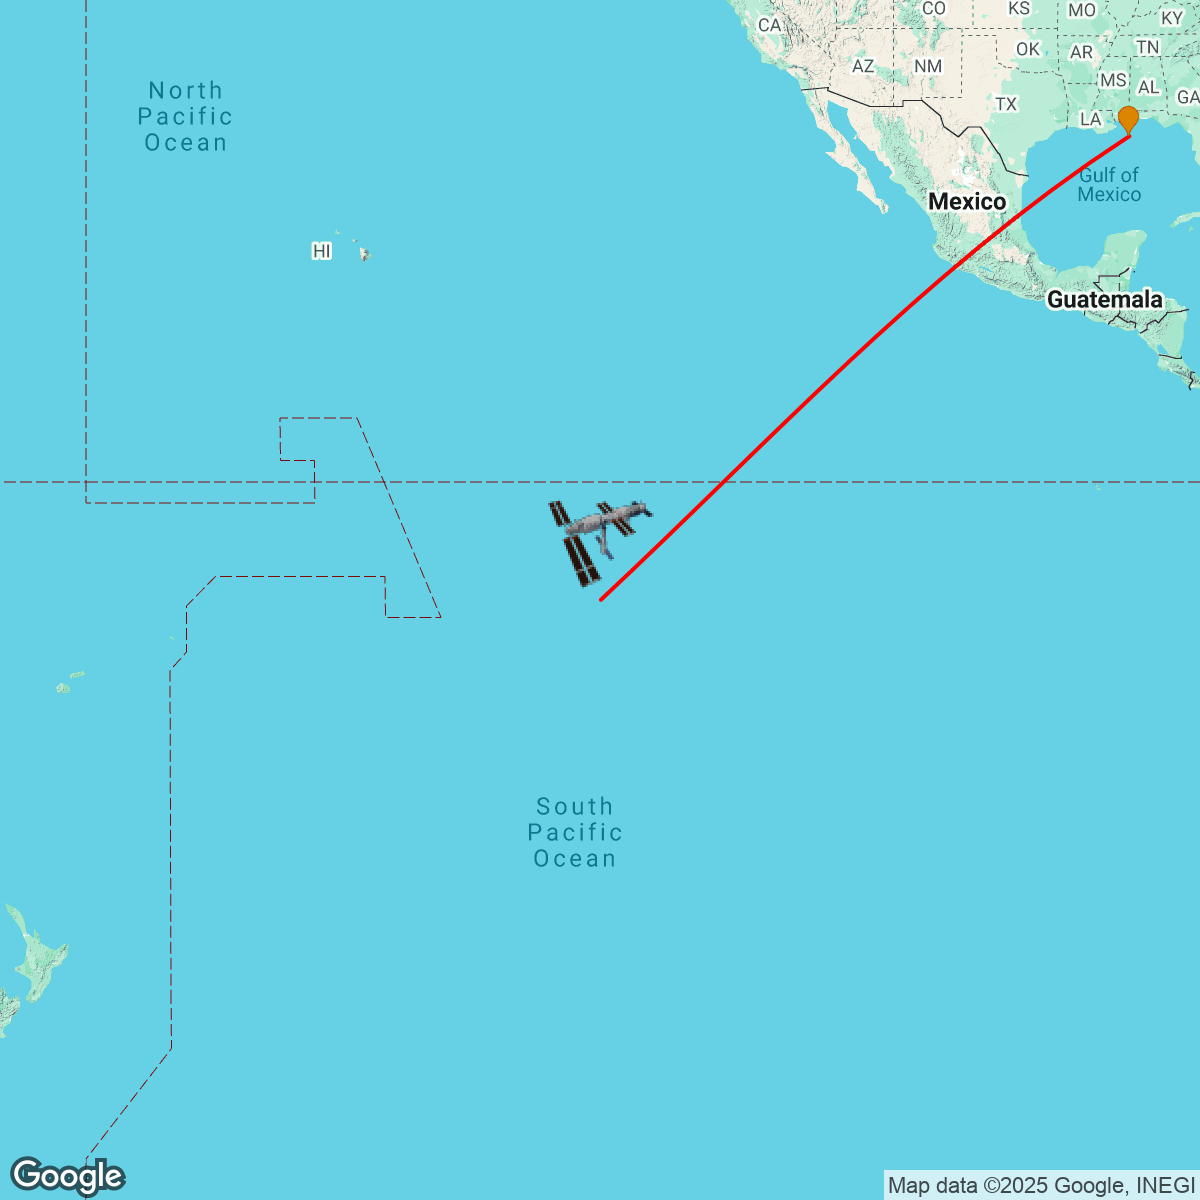 CO
KS
MO
KY
CA
OK
AR
TN
AZ
NM
MS
AL
GA
TX
LA
North
Pacific
Ocean
Gulf of
Mexico
Mexico
HI
Guatemala
South
Pacific
Ocean
Google
Map data ©2025 Google, INEGI